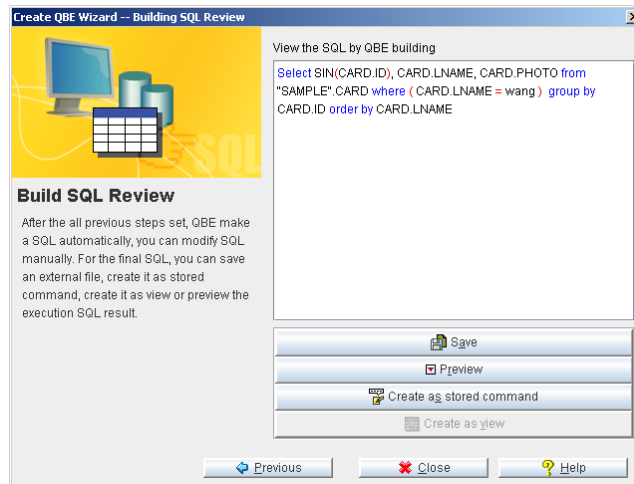 Create QBE Wizard -- Building SQL Review
View the SQL by QBE building
Select SIN(CARD.ID), CARD.LNAME, CARD.PHOTO from
"SAMPLE".CARD where ( CARD.LNAME = wang ) group by
CARD.ID order by CARD.LNAME
SQL
Build SQL Review
After the all previous steps set, QBE make
a SQL automatically, you can modify SQL
manually. For the final SQL, you can save
an external file, create it as stored
command, create it as view or preview the
execution SQL result.
Save
Preview
Create as stored command
Create as view
Previous
Close
Help